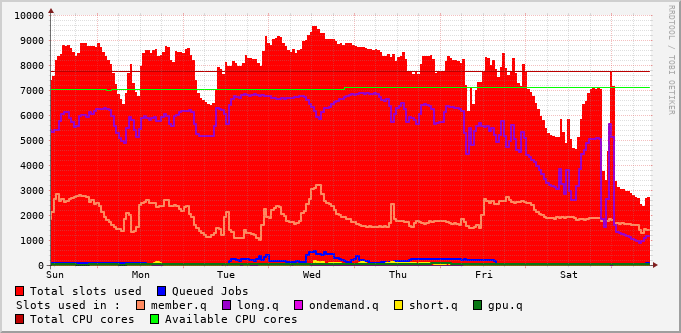 10000
9000
8000
7000
6000
5000
4000
3000
2000
1000
0
Sun Mon Tue Wed Thu Fri Sat
RRDTOOL / TOBI OETIKER
Total slots used Queued Jobs
Slots used in : member.q long.q ondemand.q short.q gpu.q
Total CPU cores Available CPU cores